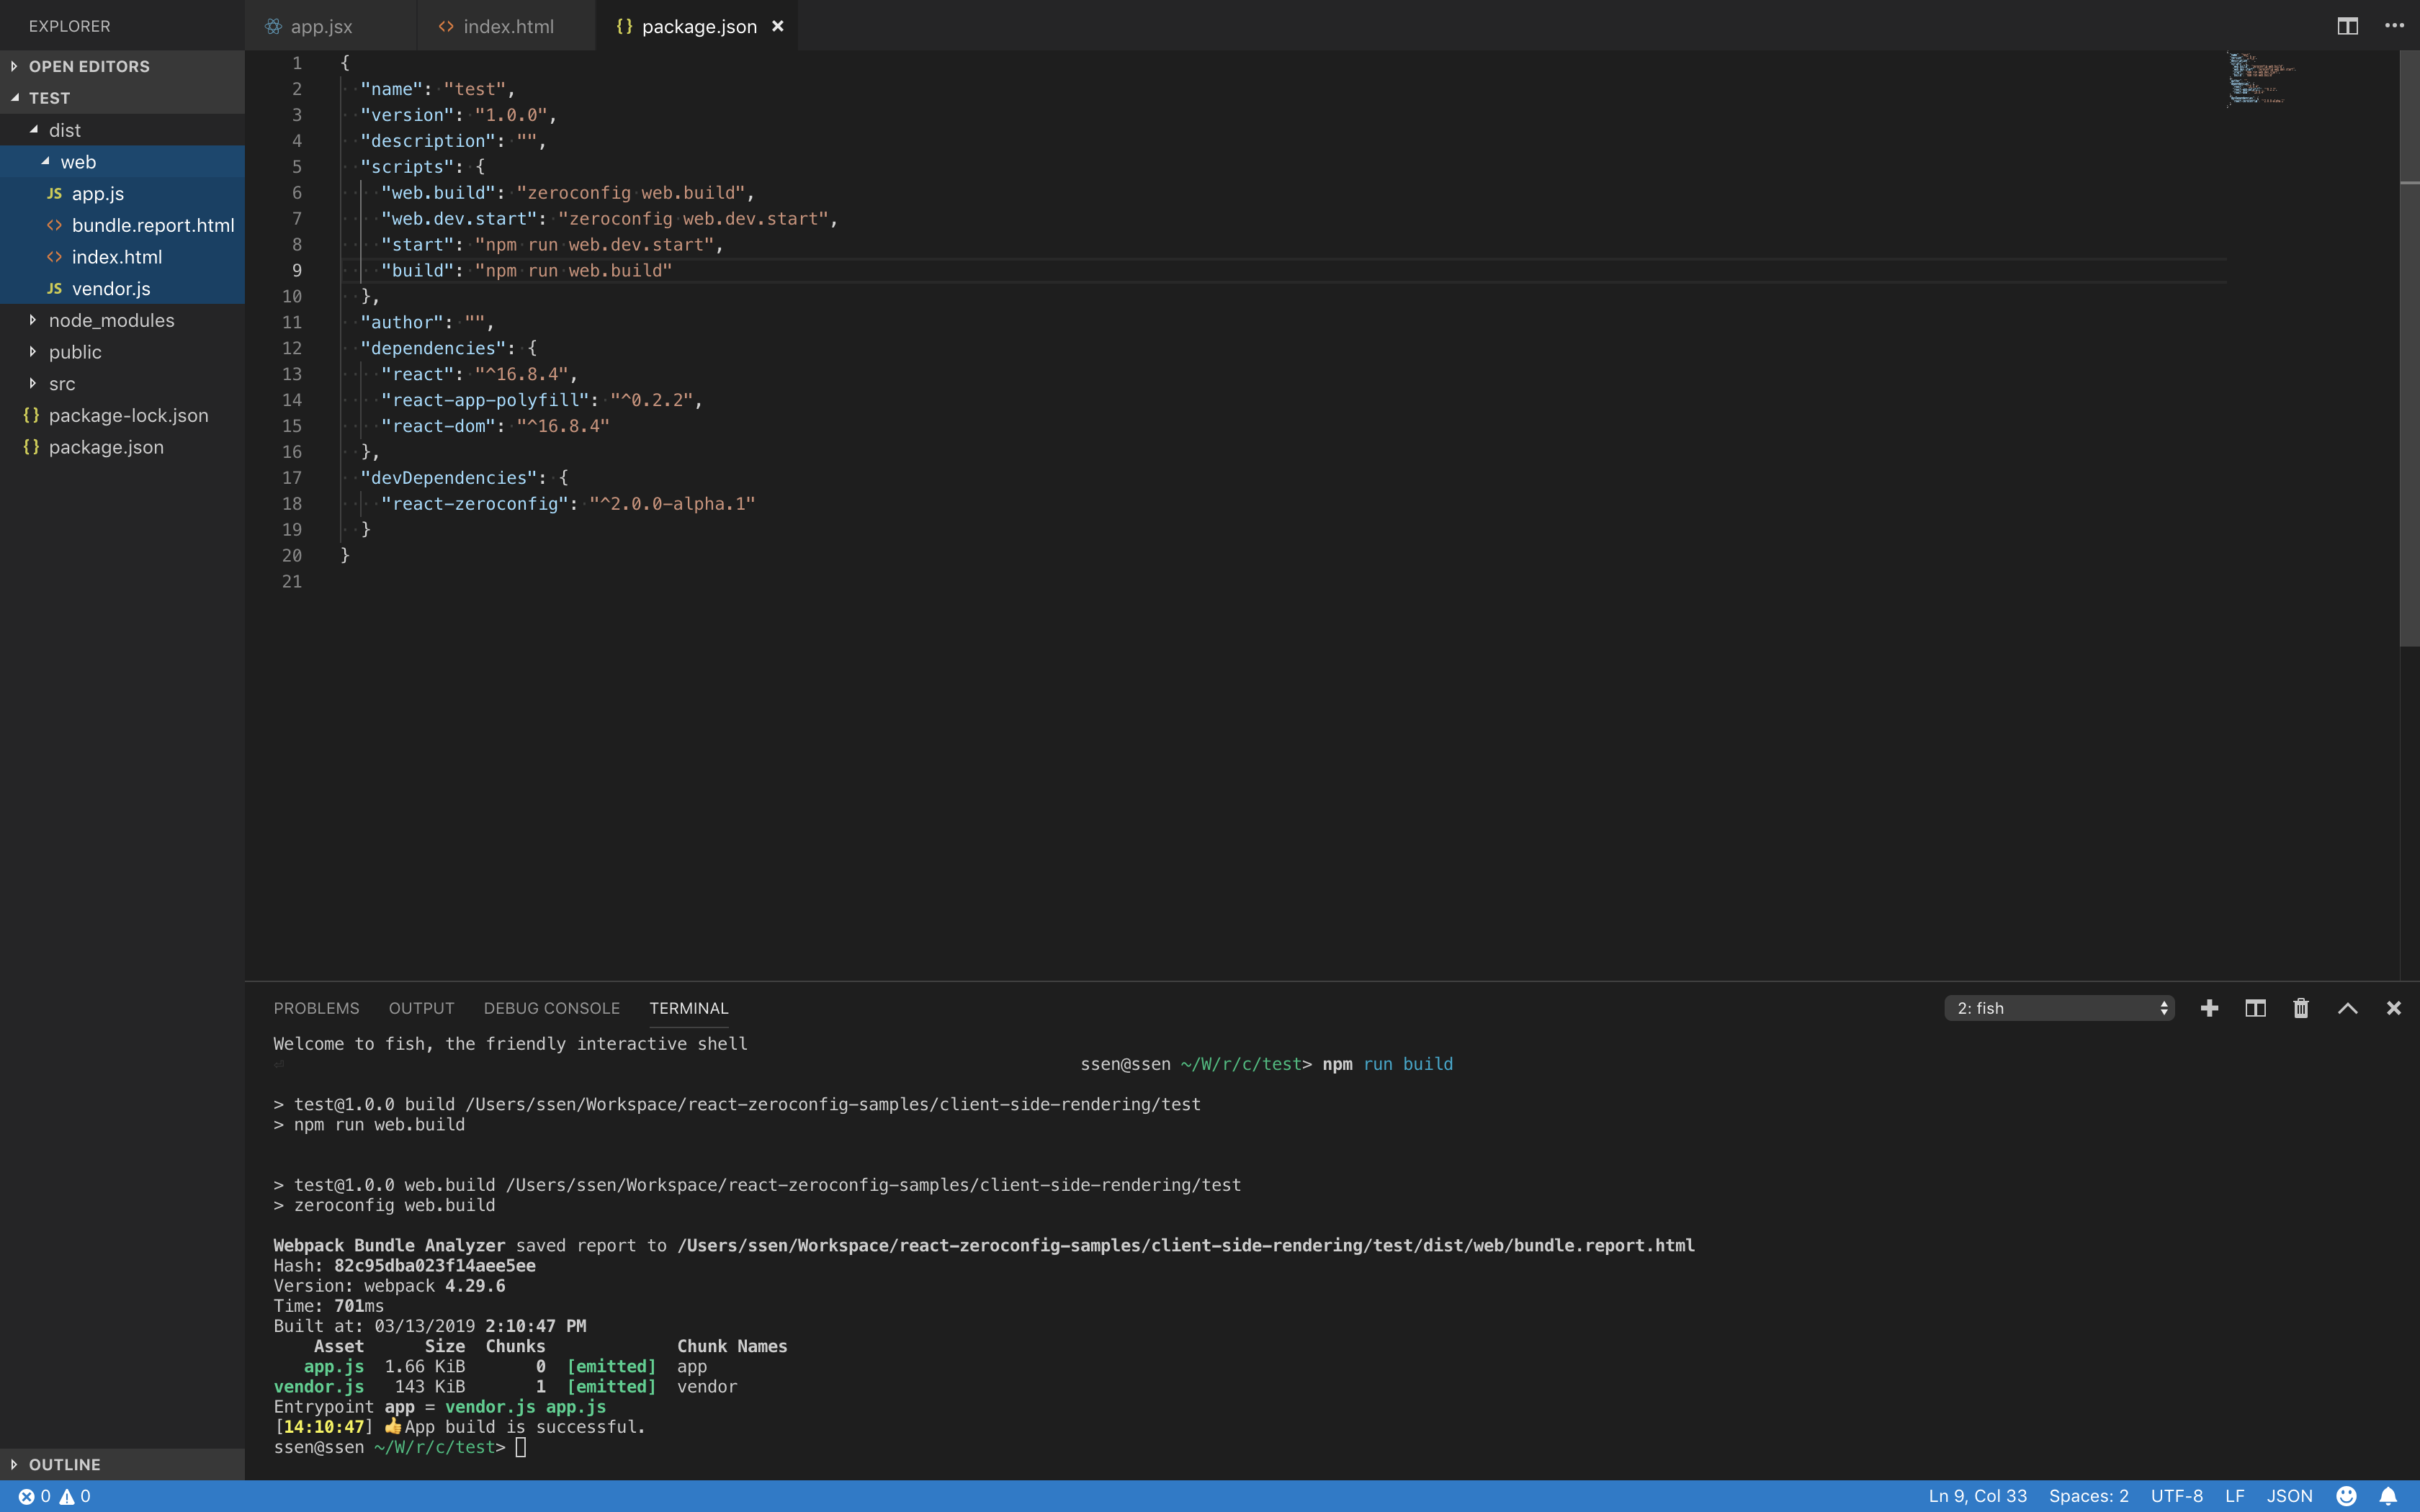 EXPLORER
OPEN EDITORS
TEST
dist
web
JS app.js
<> bundle.report.html
<> index.html
JS vendor.js
node_modules
public
src
{} package-lock.json
{} package.json
OUTLINE
app.jsx
<> index.html
{} package.json ×
1 {
2 "name": "test",
3 "version": "1.0.0",
4 "description": "",
5 "scripts": {
6 "web.build": "zeroconfig web.build",
7 "web.dev.start": "zeroconfig web.dev.start",
8 "start": "npm run web.dev.start",
9 "build": "npm run web.build"
10 },
11 "author": "",
12 "dependencies": {
13 "react": "^16.8.4",
14 "react-app-polyfill": "^0.2.2",
15 "react-dom": "^16.8.4"
16 },
17 "devDependencies": {
18 "react-zeroconfig": "^2.0.0-alpha.1"
19 }
20 }
21
PROBLEMS OUTPUT DEBUG CONSOLE TERMINAL 2: fish
Welcome to fish, the friendly interactive shell
ssen@ssen ~/W/r/c/test> npm run build
> test@1.0.0 build /Users/ssen/Workspace/react-zeroconfig-samples/client-side-rendering/test
> npm run web.build
> test@1.0.0 web.build /Users/ssen/Workspace/react-zeroconfig-samples/client-side-rendering/test
> zeroconfig web.build
Webpack Bundle Analyzer saved report to /Users/ssen/Workspace/react-zeroconfig-samples/client-side-rendering/test/dist/web/bundle.report.html
Hash: 82c95dba023f14aee5ee
Version: webpack 4.29.6
Time: 701ms
Built at: 03/13/2019 2:10:47 PM
Asset Size Chunks Chunk Names
app.js 1.66 KiB 0 [emitted] app
vendor.js 143 KiB 1 [emitted] vendor
Entrypoint app = vendor.js app.js
[14:10:47] 👍App build is successful.
ssen@ssen ~/W/r/c/test>
0 0 Ln 9, Col 33 Spaces: 2 UTF-8 LF JSON